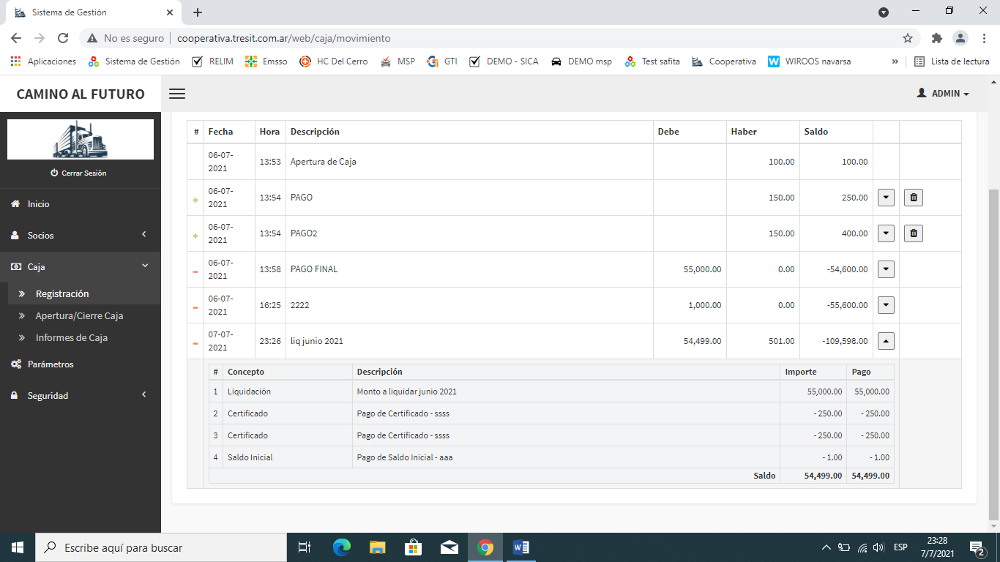 Sistema de Gestión
No es seguro cooperativa.tresit.com.ar/web/caja/movimiento
Aplicaciones Sistema de Gestión RELIM Emsso HC Del Cerro MSP GTI DEMO - SICA DEMO msp Test safita Cooperativa WIROOS navarsa » Lista de lectura
CAMINO AL FUTURO
ADMIN
Cerrar Sesión
Inicio
Socios
Caja
Registración
Apertura/Cierre Caja
Informes de Caja
Parámetros
Seguridad
# Fecha Hora Descripción Debe Haber Saldo
06-07-2021 13:53 Apertura de Caja 100.00 100.00
+ 06-07-2021 13:54 PAGO 150.00 250.00
+ 06-07-2021 13:54 PAGO2 150.00 400.00
- 06-07-2021 13:58 PAGO FINAL 55,000.00 0.00 -54,600.00
- 06-07-2021 16:25 2222 1,000.00 0.00 -55,600.00
- 07-07-2021 23:26 liq junio 2021 54,499.00 501.00 -109,598.00
# Concepto Descripción Importe Pago
1 Liquidación Monto a liquidar junio 2021 55,000.00 55,000.00
2 Certificado Pago de Certificado - ssss - 250.00 - 250.00
3 Certificado Pago de Certificado - ssss - 250.00 - 250.00
4 Saldo Inicial Pago de Saldo Inicial - aaa - 1.00 - 1.00
Saldo 54,499.00 54,499.00
Escribe aquí para buscar
ESP
23:28
7/7/2021
2